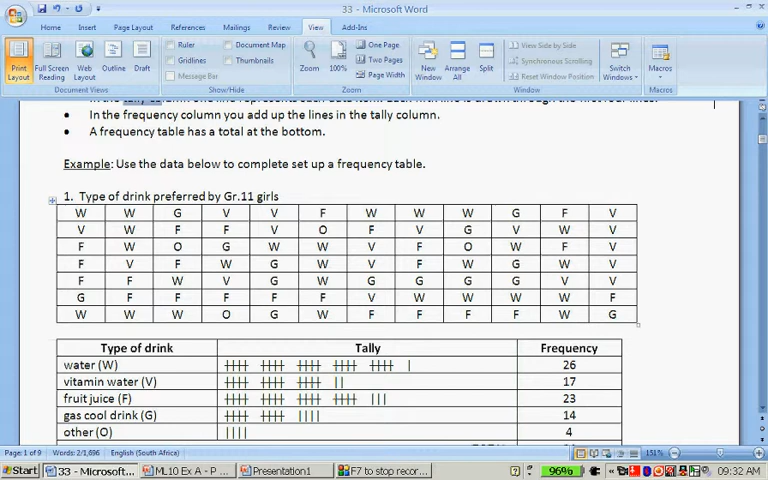 33 - Microsoft Word
Home Insert Page Layout References Mailings Review View Add-Ins
Print Layout Full Screen Reading Web Layout Outline Draft
Ruler Document Map
Gridlines Thumbnails
Message Bar
Zoom 100%
One Page
Two Pages
Page Width
New Window Arrange All Split
View Side by Side
Synchronous Scrolling
Reset Window Position
Switch Windows Macros
Document Views Show/Hide Zoom Window Macros
• In the frequency column you add up the lines in the tally column.
• A frequency table has a total at the bottom.
Example: Use the data below to complete set up a frequency table.
1. Type of drink preferred by Gr.11 girls
W W G V V F W W W G F V
V W F F V O F V G V W V
F W O G W W V F O W F V
F V F W G W V F W G W V
F F W V G W G G G G V V
G F F F F F V W W W W F
W W W O G W F F F F W G
Type of drink Tally Frequency
water (W) 26
vitamin water (V) 17
fruit juice (F) 23
gas cool drink (G) 14
other (O) 4
Page: 1 of 9 Words: 2/1,696 English (South Africa) 151%
Start 33 - Microsoft... ML10 Ex A - P ... Presentation1 F7 to stop recor... 96% 09:32 AM